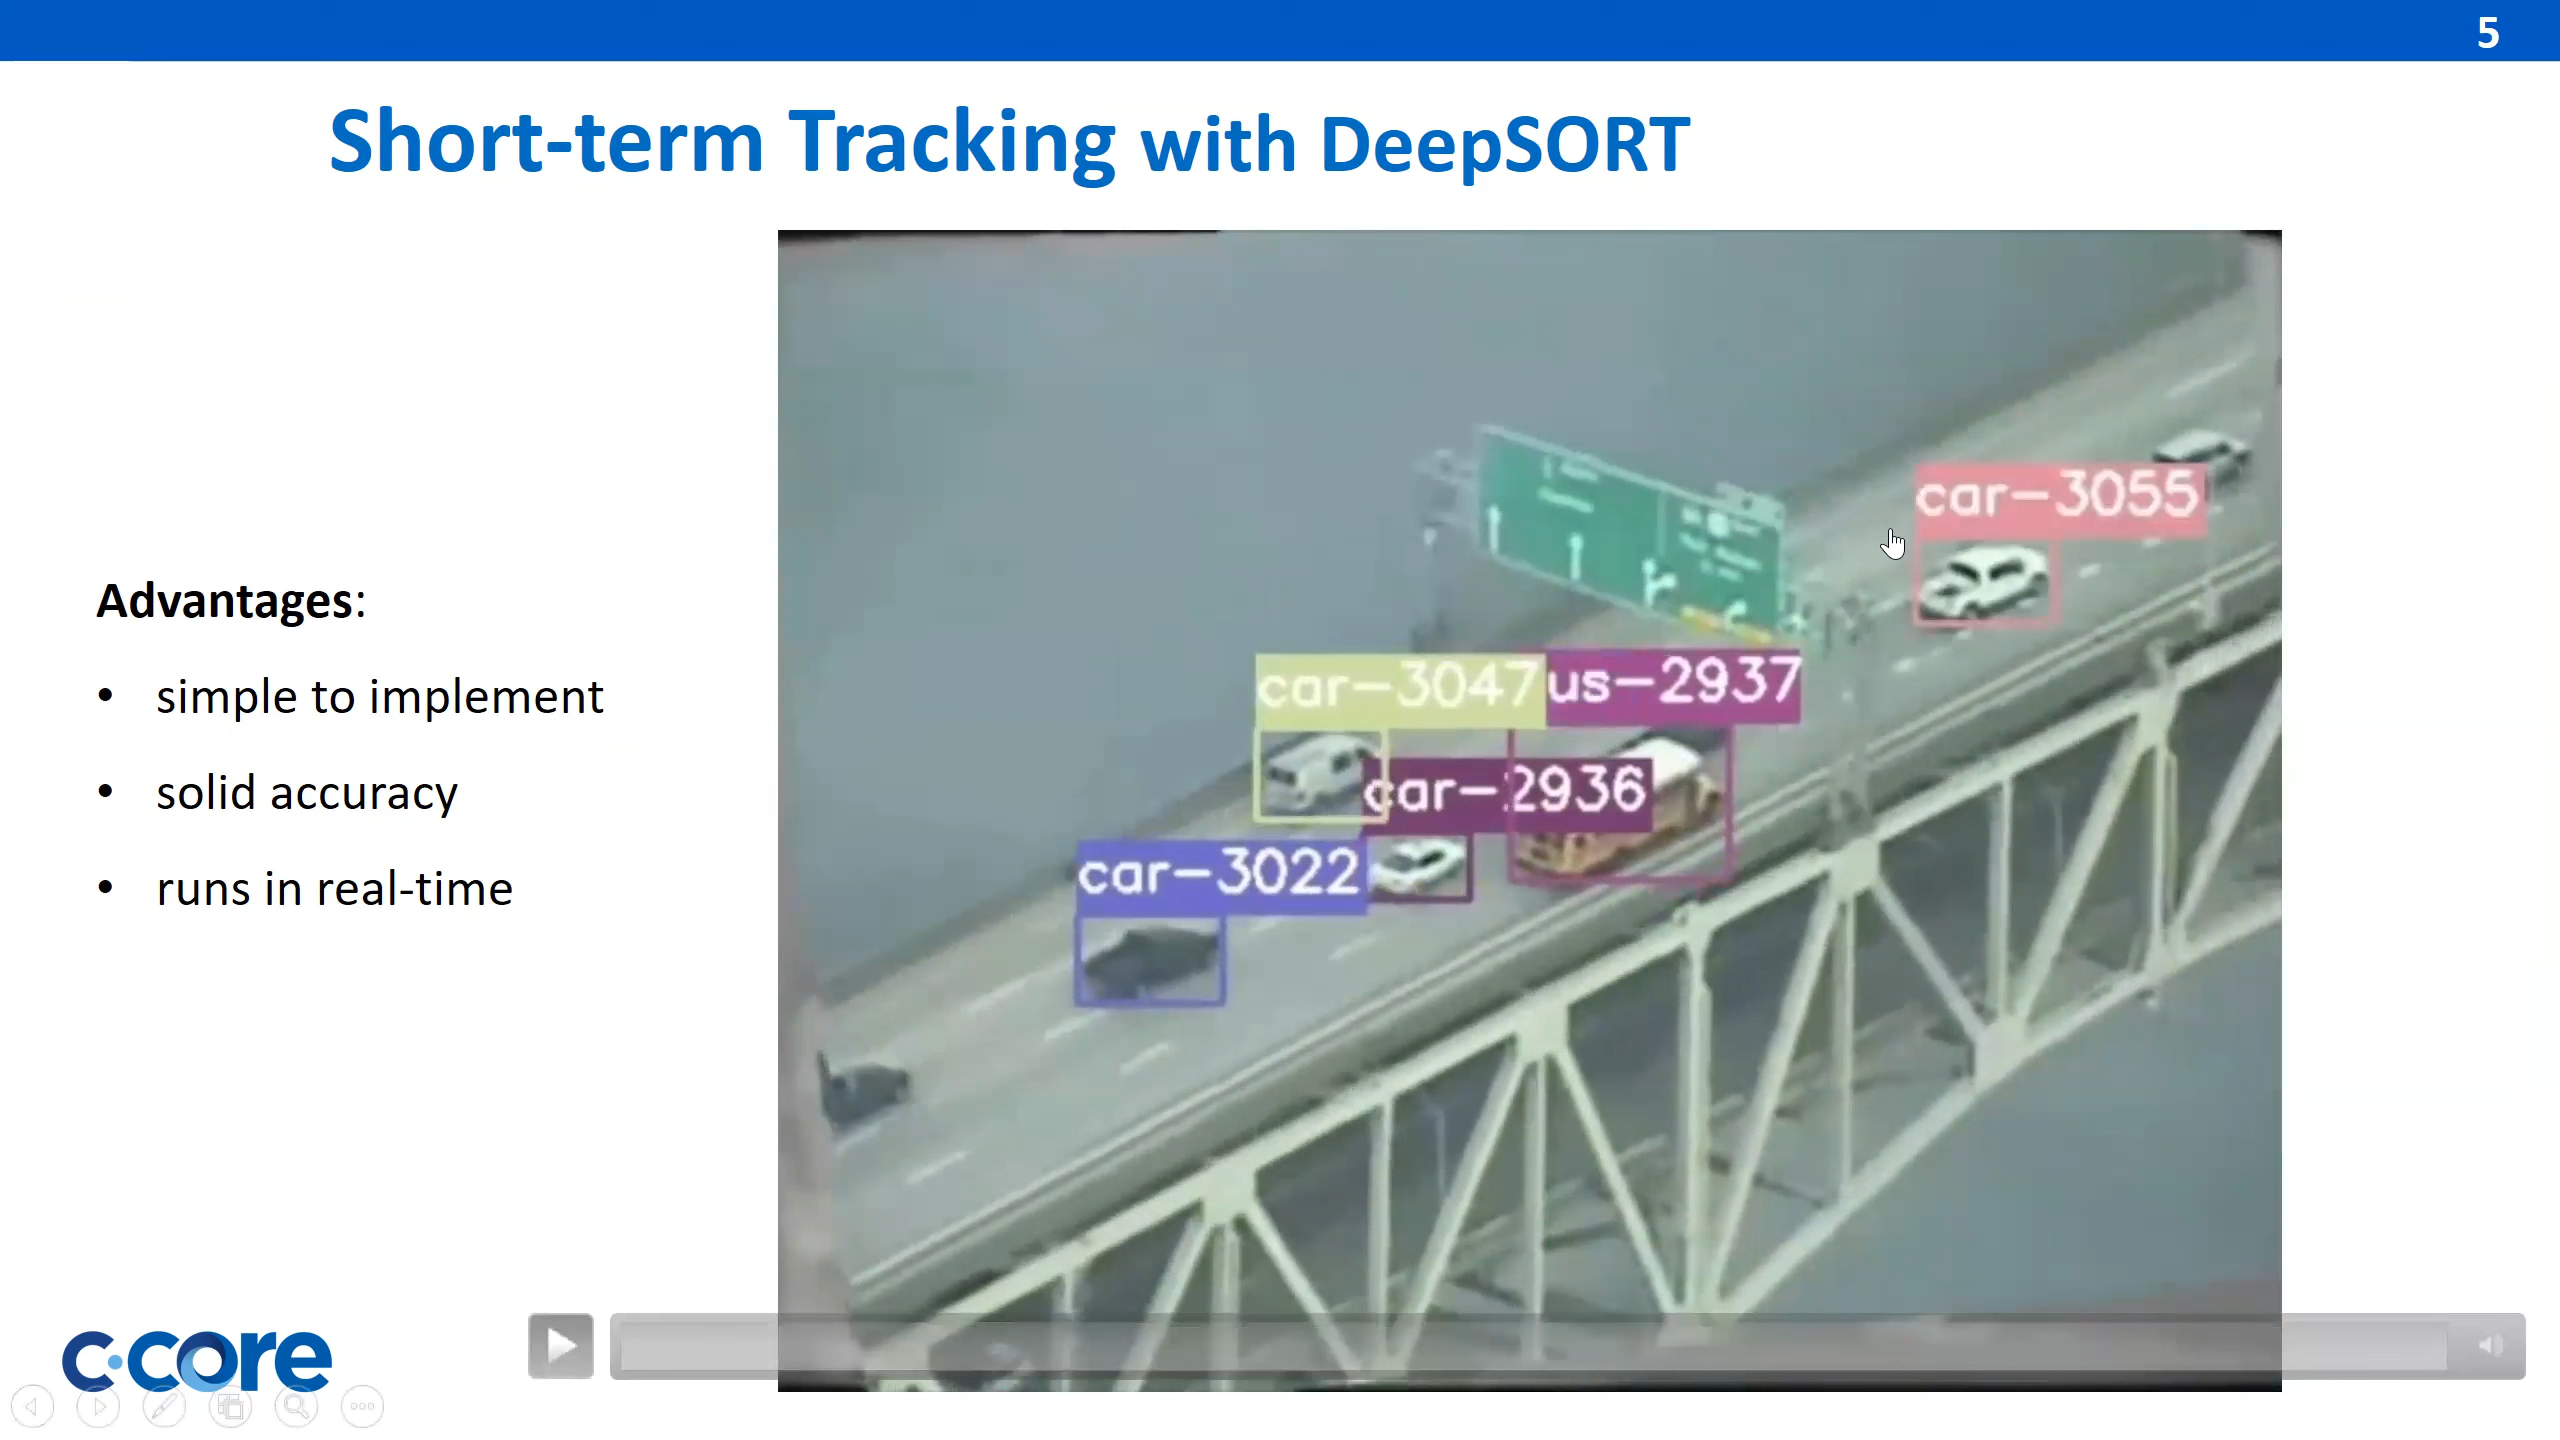 5
Short-term Tracking with DeepSORT
Advantages:
• simple to implement
• solid accuracy
• runs in real-time
car-3055
car-3047
us-2937
car-2936
car-3022
c·core